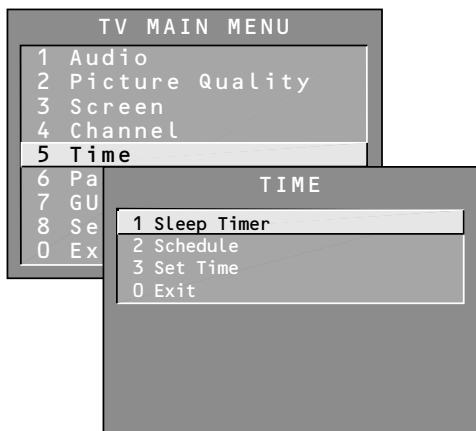 TV MAIN MENU
1 Audio
2 Picture Quality
3 Screen
4 Channel
5 Time
6 Pa
7 GU
8 Se
0 Ex
TIME
1 Sleep Timer
2 Schedule
3 Set Time
0 Exit